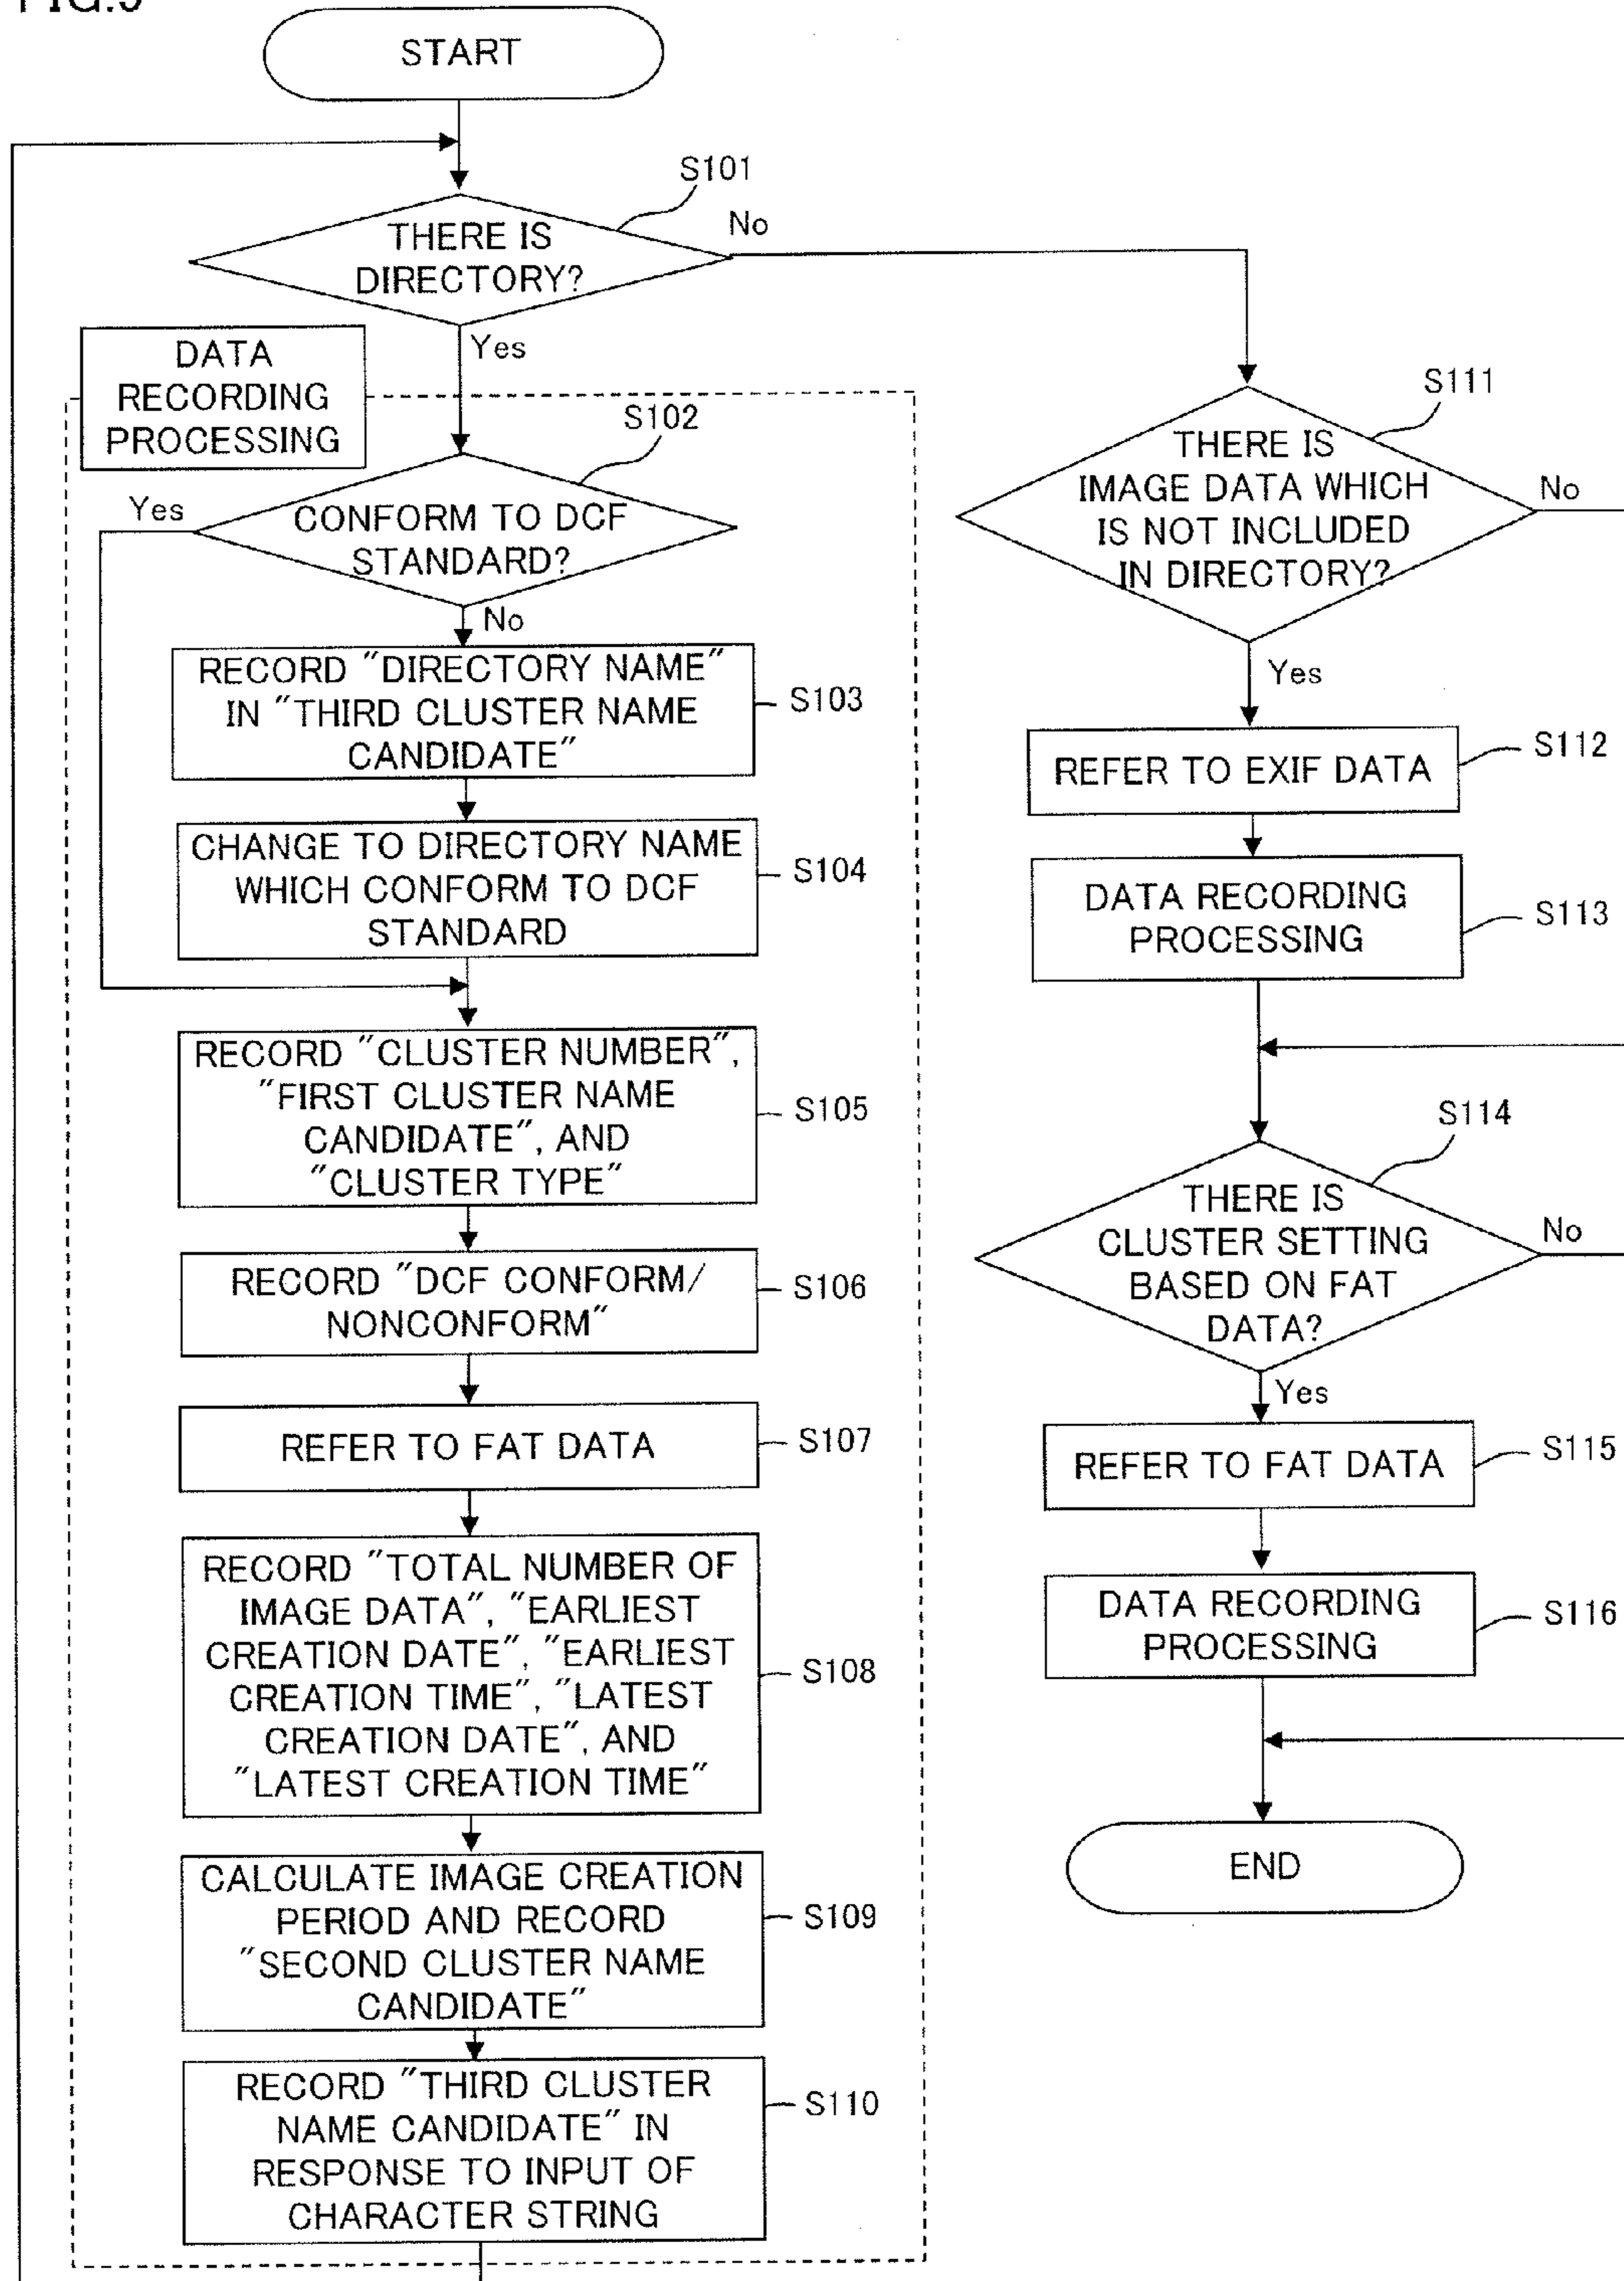 START
S101
THERE IS
DIRECTORY?
No
Yes
DATA
RECORDING
PROCESSING
S102
Yes
CONFORM TO DCF
STANDARD?
No
RECORD "DIRECTORY NAME"
IN "THIRD CLUSTER NAME
CANDIDATE"
S103
CHANGE TO DIRECTORY NAME
WHICH CONFORM TO DCF
STANDARD
S104
RECORD "CLUSTER NUMBER",
"FIRST CLUSTER NAME
CANDIDATE", AND
"CLUSTER TYPE"
S105
RECORD "DCF CONFORM/
NONCONFORM"
S106
REFER TO FAT DATA
S107
RECORD "TOTAL NUMBER OF
IMAGE DATA", "EARLIEST
CREATION DATE", "EARLIEST
CREATION TIME", "LATEST
CREATION DATE", AND
"LATEST CREATION TIME"
S108
CALCULATE IMAGE CREATION
PERIOD AND RECORD
"SECOND CLUSTER NAME
CANDIDATE"
S109
RECORD "THIRD CLUSTER
NAME CANDIDATE" IN
RESPONSE TO INPUT OF
CHARACTER STRING
S110
S111
THERE IS
IMAGE DATA WHICH
IS NOT INCLUDED
IN DIRECTORY?
No
Yes
REFER TO EXIF DATA
S112
DATA RECORDING
PROCESSING
S113
S114
THERE IS
CLUSTER SETTING
BASED ON FAT
DATA?
No
Yes
REFER TO FAT DATA
S115
DATA RECORDING
PROCESSING
S116
END